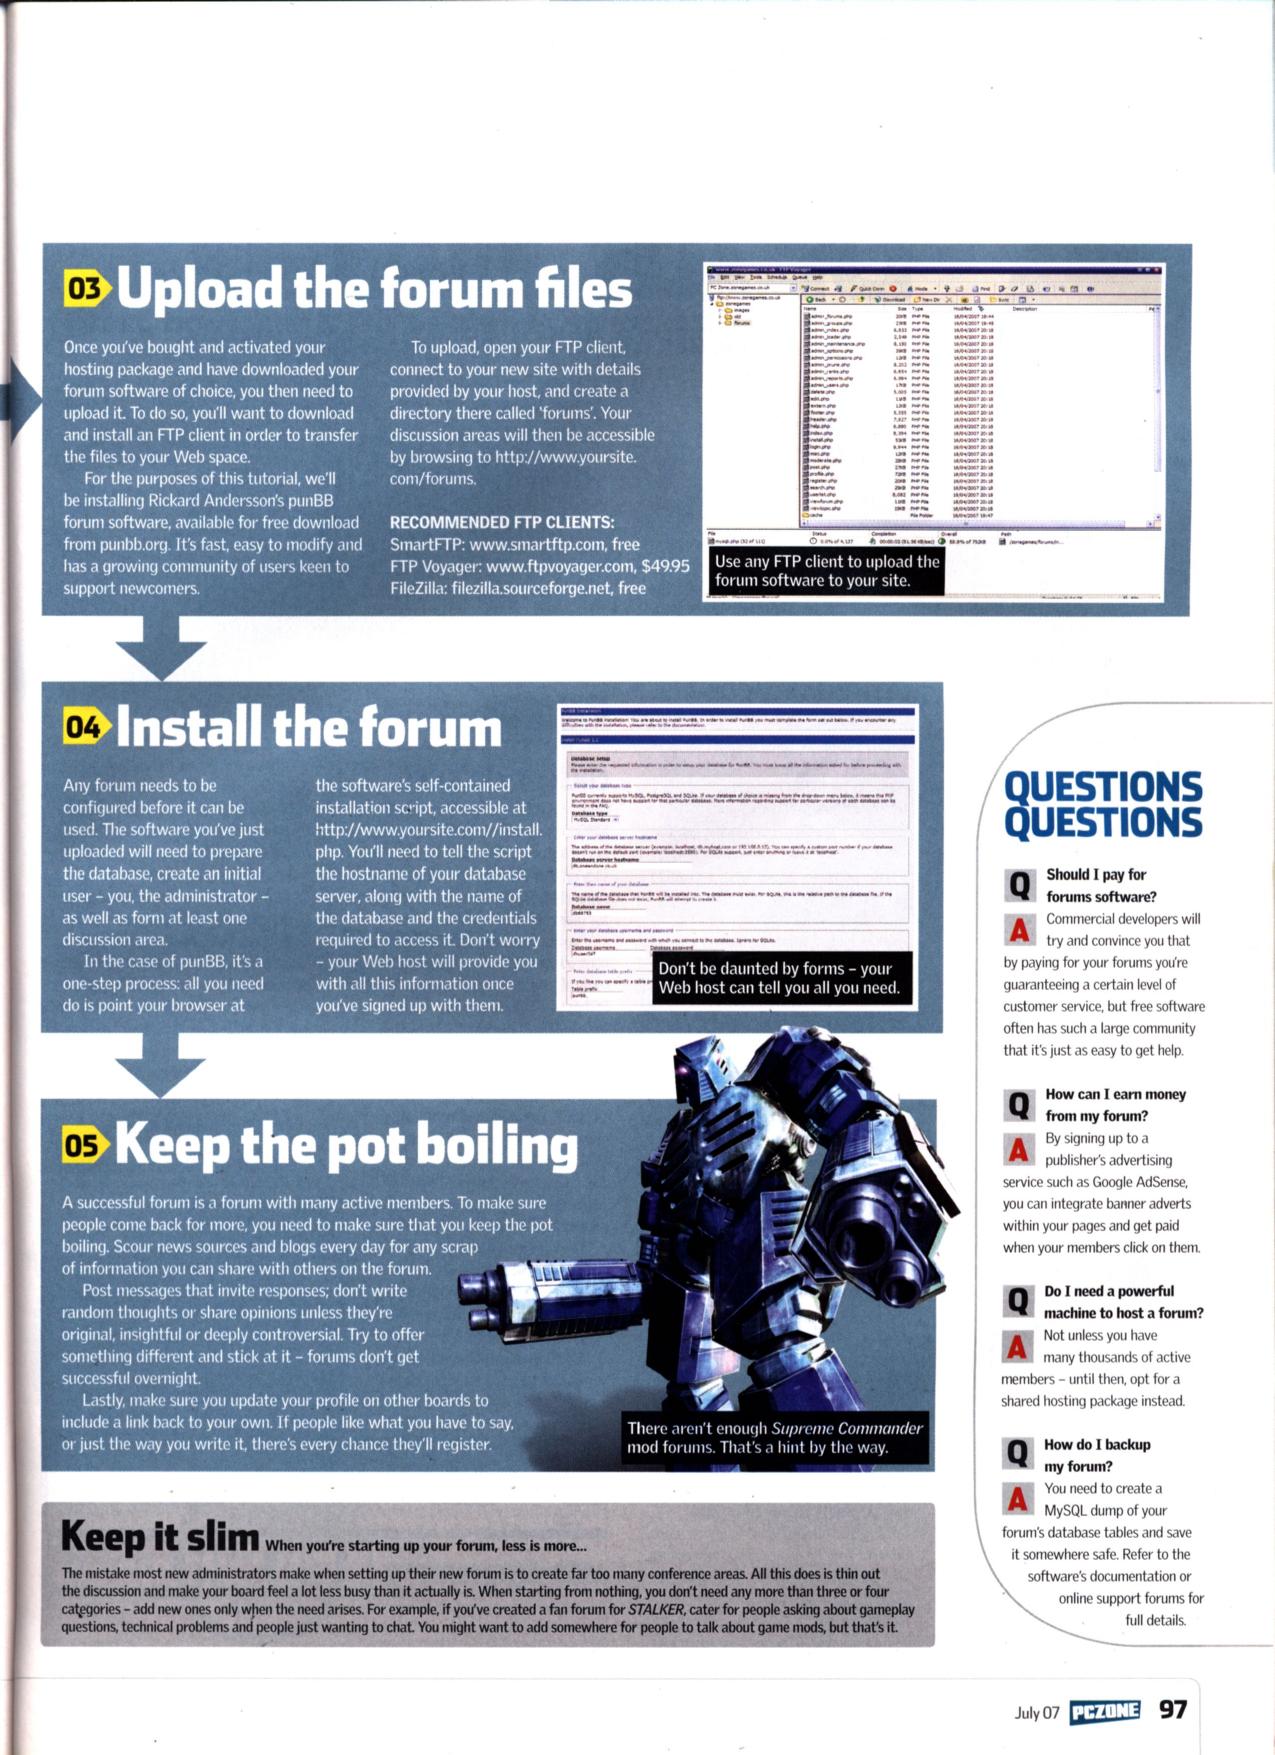 03 Upload the forum files
Once you've bought and activated your
hosting package and have downloaded your
forum software of choice, you then need to
upload it. To do so, you'll want to download
and install an FTP client in order to transfer
the files to your Web space.
For the purposes of this tutorial, we'll
be installing Rickard Andersson's punBB
forum software, available for free download
from punbb.org. It's fast, easy to modify and
has a growing community of users keen to
support newcomers.
To upload, open your FTP client,
connect to your new site with details
provided by your host, and create a
directory there called 'forums'. Your
discussion areas will then be accessible
by browsing to http://www.yoursite.
com/forums.
RECOMMENDED FTP CLIENTS:
SmartFTP: www.smartftp.com, free
FTP Voyager: www.ftpvoyager.com, $49.95
FileZilla: filezilla.sourceforge.net, free
Use any FTP client to upload the
forum software to your site.
04 Install the forum
Any forum needs to be
configured before it can be
used. The software you've just
uploaded will need to prepare
the database, create an initial
user – you, the administrator –
as well as form at least one
discussion area.
In the case of punBB, it's a
one-step process: all you need
do is point your browser at
the software's self-contained
installation script, accessible at
http://www.yoursite.com//install.
php. You'll need to tell the script
the hostname of your database
server, along with the name of
the database and the credentials
required to access it. Don't worry
– your Web host will provide you
with all this information once
you've signed up with them.
Database Setup
Database type
Database server hostname
Database name
Don't be daunted by forms – your
Web host can tell you all you need.
05 Keep the pot boiling
A successful forum is a forum with many active members. To make sure
people come back for more, you need to make sure that you keep the pot
boiling. Scour news sources and blogs every day for any scrap
of information you can share with others on the forum.
Post messages that invite responses; don't write
random thoughts or share opinions unless they're
original, insightful or deeply controversial. Try to offer
something different and stick at it – forums don't get
successful overnight.
Lastly, make sure you update your profile on other boards to
include a link back to your own. If people like what you have to say,
or just the way you write it, there's every chance they'll register.
There aren't enough Supreme Commander
mod forums. That's a hint by the way.
Keep it slim When you're starting up your forum, less is more...
The mistake most new administrators make when setting up their new forum is to create far too many conference areas. All this does is thin out
the discussion and make your board feel a lot less busy than it actually is. When starting from nothing, you don't need any more than three or four
categories – add new ones only when the need arises. For example, if you've created a fan forum for STALKER, cater for people asking about gameplay
questions, technical problems and people just wanting to chat. You might want to add somewhere for people to talk about game mods, but that's it.
QUESTIONS
QUESTIONS
Q Should I pay for
forums software?
A Commercial developers will
try and convince you that
by paying for your forums you're
guaranteeing a certain level of
customer service, but free software
often has such a large community
that it's just as easy to get help.
Q How can I earn money
from my forum?
A By signing up to a
publisher's advertising
service such as Google AdSense,
you can integrate banner adverts
within your pages and get paid
when your members click on them.
Q Do I need a powerful
machine to host a forum?
A Not unless you have
many thousands of active
members – until then, opt for a
shared hosting package instead.
Q How do I backup
my forum?
A You need to create a
MySQL dump of your
forum's database tables and save
it somewhere safe. Refer to the
software's documentation or
online support forums for
full details.
July 07 PCZONE 97